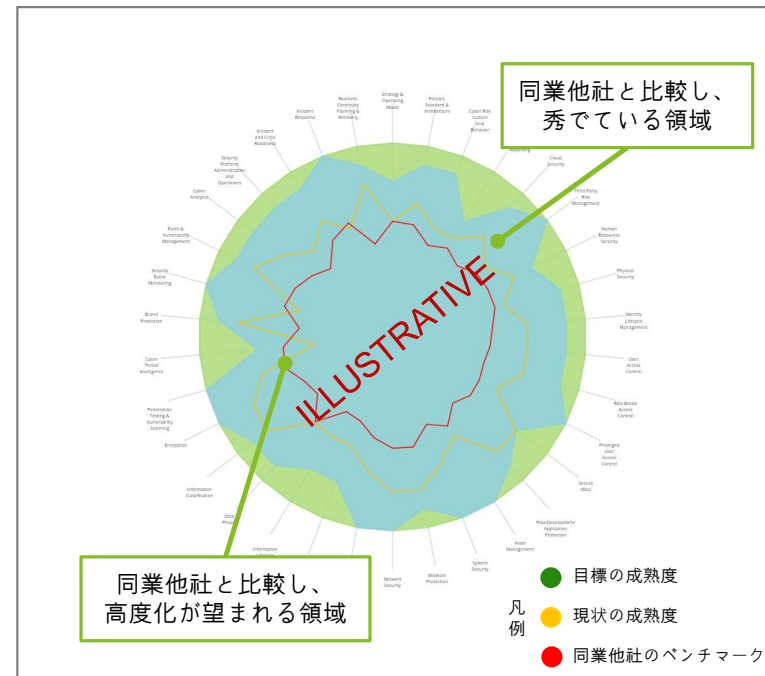 同業他社と比較し、
秀でている領域
Strategy &
Operating
Model
Policies,
Standard &
Architecture
Cyber Risk
Culture
and
Behavior
Cloud
Security
Third Party
Risk
Management
Human
Resources
Security
Physical
Security
Identity
Lifecycle
Management
User
Access
Control
Role-Based
Access
Control
Privileged
User
Access
Control
Secure
SDLC
Post-Development
Application
Protection
Asset
Management
System
Security
Malware
Protection
Network
Security
Information
Data
Information
Classification
Encryption
Penetration
Testing &
Vulnerability
Scanning
Cyber
Threat
Intelligence
Brand
Protection
Security
Event
Monitoring
Patch &
Vulnerability
Management
Cyber
Analytics
Security
Platform
Administration
and
Operations
Incident
and Crisis
Readiness
Incident
Response
Business
Continuity
Planning &
Recovery
ILLUSTRATIVE
同業他社と比較し、
高度化が望まれる領域
凡
例
目標の成熟度
現状の成熟度
同業他社のベンチマーク